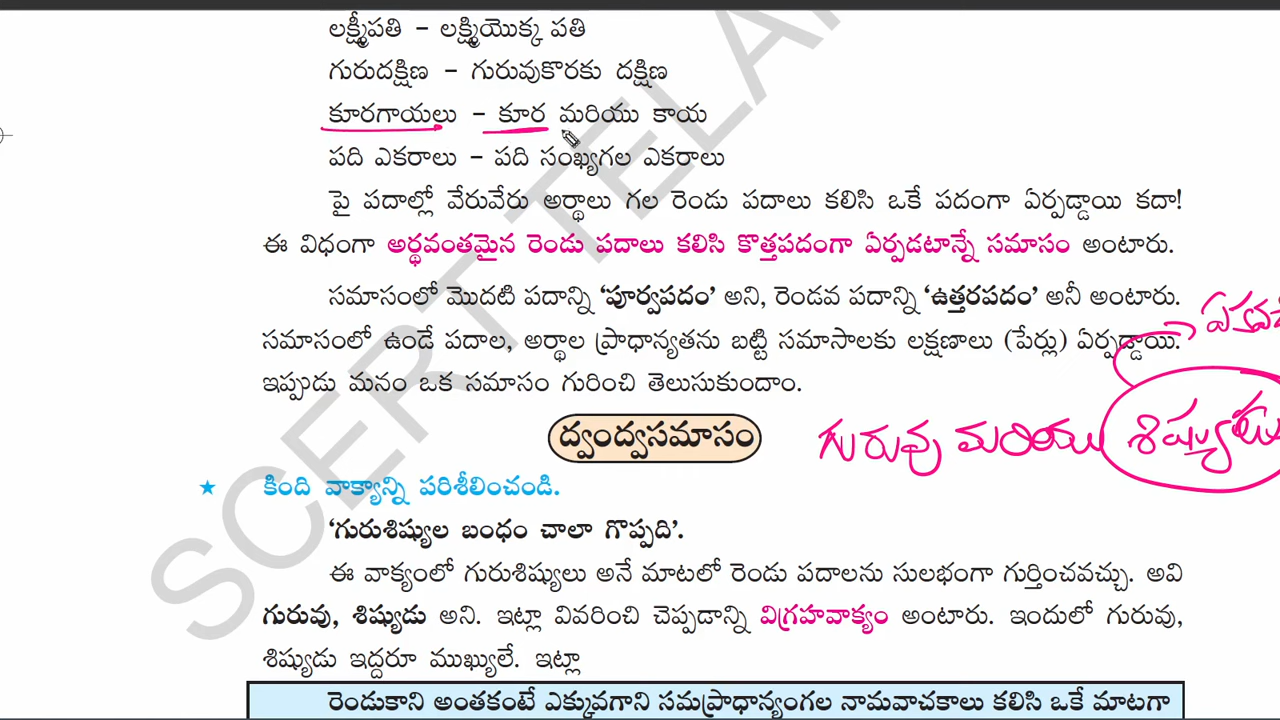 లక్ష్మీపతి – లక్ష్మియొక్క పతి
గురుదక్షిణ – గురువుకొరకు దక్షిణ
కూరగాయలు – కూర మరియు కాయ
పది ఎకరాలు – పది సంఖ్యగల ఎకరాలు
పై పదాల్లో వేరువేరు అర్థాలు గల రెండు పదాలు కలిసి ఒకే పదంగా ఏర్పడ్డాయి కదా!
ఈ విధంగా అర్థవంతమైన రెండు పదాలు కలిసి కొత్తపదంగా ఏర్పడటాన్నే సమాసం అంటారు.
సమాసంలో మొదటి పదాన్ని ‘పూర్వపదం’ అని, రెండవ పదాన్ని ‘ఉత్తరపదం’ అనీ అంటారు.
సమాసంలో ఉండే పదాల, అర్థాల ప్రాధాన్యతను బట్టి సమాసాలకు లక్షణాలు (పేర్లు) ఏర్పడ్డాయి.
ఇప్పుడు మనం ఒక సమాసం గురించి తెలుసుకుందాం.
ద్వంద్వసమాసం
గురువు మరియు శిష్యుడు
★ కింది వాక్యాన్ని పరిశీలించండి.
‘గురుశిష్యుల బంధం చాలా గొప్పది’.
ఈ వాక్యంలో గురుశిష్యులు అనే మాటలో రెండు పదాలను సులభంగా గుర్తించవచ్చు. అవి
గురువు, శిష్యుడు అని. ఇట్లా వివరించి చెప్పడాన్ని విగ్రహవాక్యం అంటారు. ఇందులో గురువు,
శిష్యుడు ఇద్దరూ ముఖ్యులే. ఇట్లా
రెండుకాని అంతకంటే ఎక్కువగాని సమప్రాధాన్యంగల నామవాచకాలు కలిసి ఒకే మాటగా
SCERT TELAN